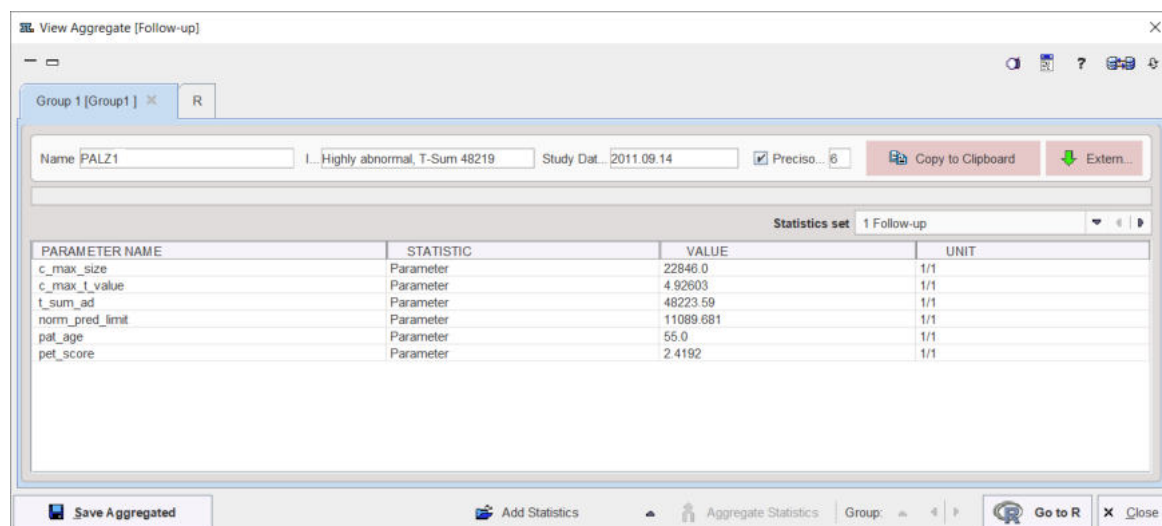 View Aggregate [Follow-up]
Group 1 [Group1 ] R
Name PALZ1 I... Highly abnormal, T-Sum 48219 Study Dat... 2011.09.14 Preciso... 6 Copy to Clipboard Extern...
Statistics set 1 Follow-up
PARAMETER NAME STATISTIC VALUE UNIT
c_max_size Parameter 22846.0 1/1
c_max_t_value Parameter 4.92603 1/1
t_sum_ad Parameter 48223.59 1/1
norm_pred_limit Parameter 11089.681 1/1
pat_age Parameter 55.0 1/1
pet_score Parameter 2.4192 1/1
Save Aggregated Add Statistics Aggregate Statistics Group: Go to R Close